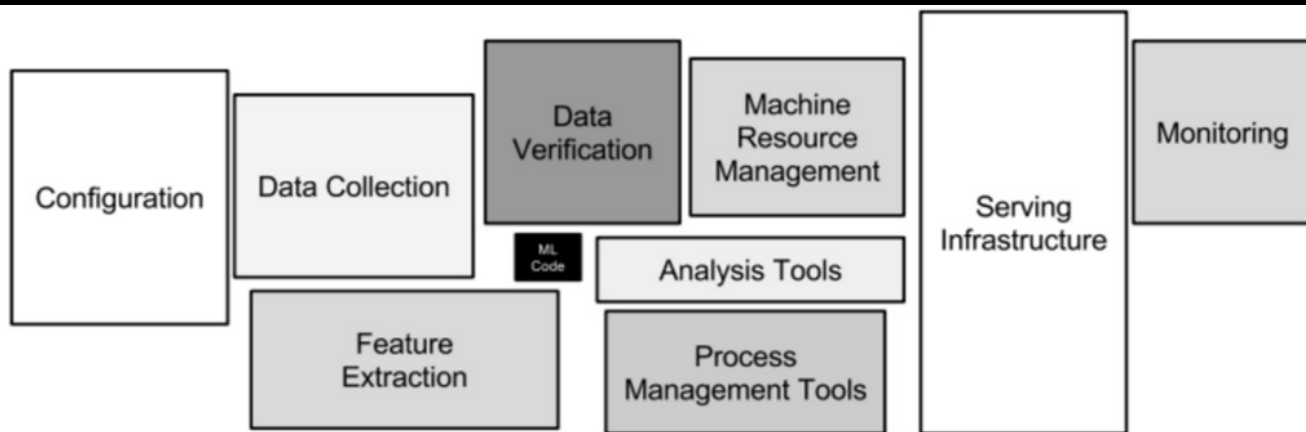 Configuration
Data Collection
Data
Verification
Machine
Resource
Management
Serving
Infrastructure
Monitoring
ML
Code
Analysis Tools
Feature
Extraction
Process
Management Tools